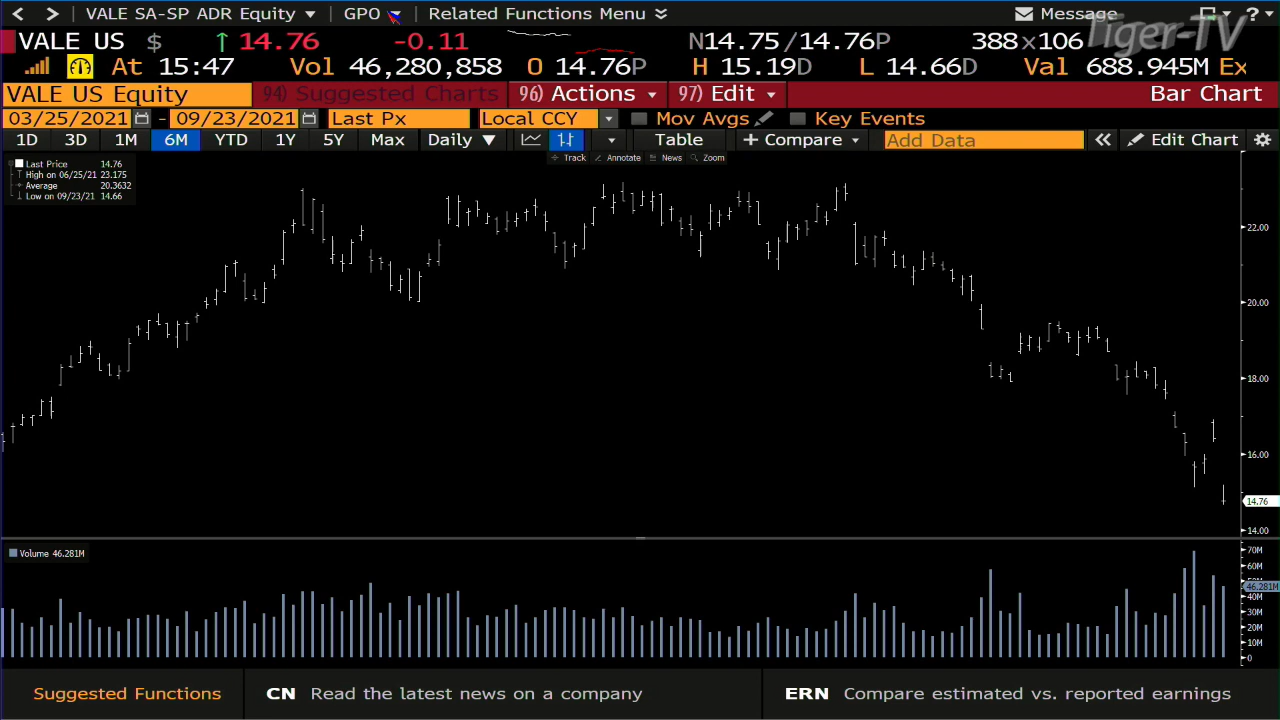 VALE SA-SP ADR Equity GPO Related Functions Menu Message ?
VALE US $ ↑ 14.76 -0.11 N14.75 /14.76P 388x106 Tiger-TV
At 15:47 Vol 46,280,858 O 14.76P H 15.19D L 14.66D Val 688.945M Ex
VALE US Equity 94) Suggested Charts 96) Actions 97) Edit Bar Chart
03/25/2021 - 09/23/2021 Last Px Local CCY Mov Avgs Key Events
1D 3D 1M 6M YTD 1Y 5Y Max Daily ▼ Table + Compare Add Data « Edit Chart
Track Annotate News Zoom
Last Price 14.76
High on 06/25/21 23.175
Average 20.3632
Low on 09/23/21 14.66
22.00
20.00
18.00
16.00
14.76
14.00
Volume 46.281M
70M
60M
46.281M
40M
30M
20M
10M
0
Suggested Functions CN Read the latest news on a company ERN Compare estimated vs. reported earnings